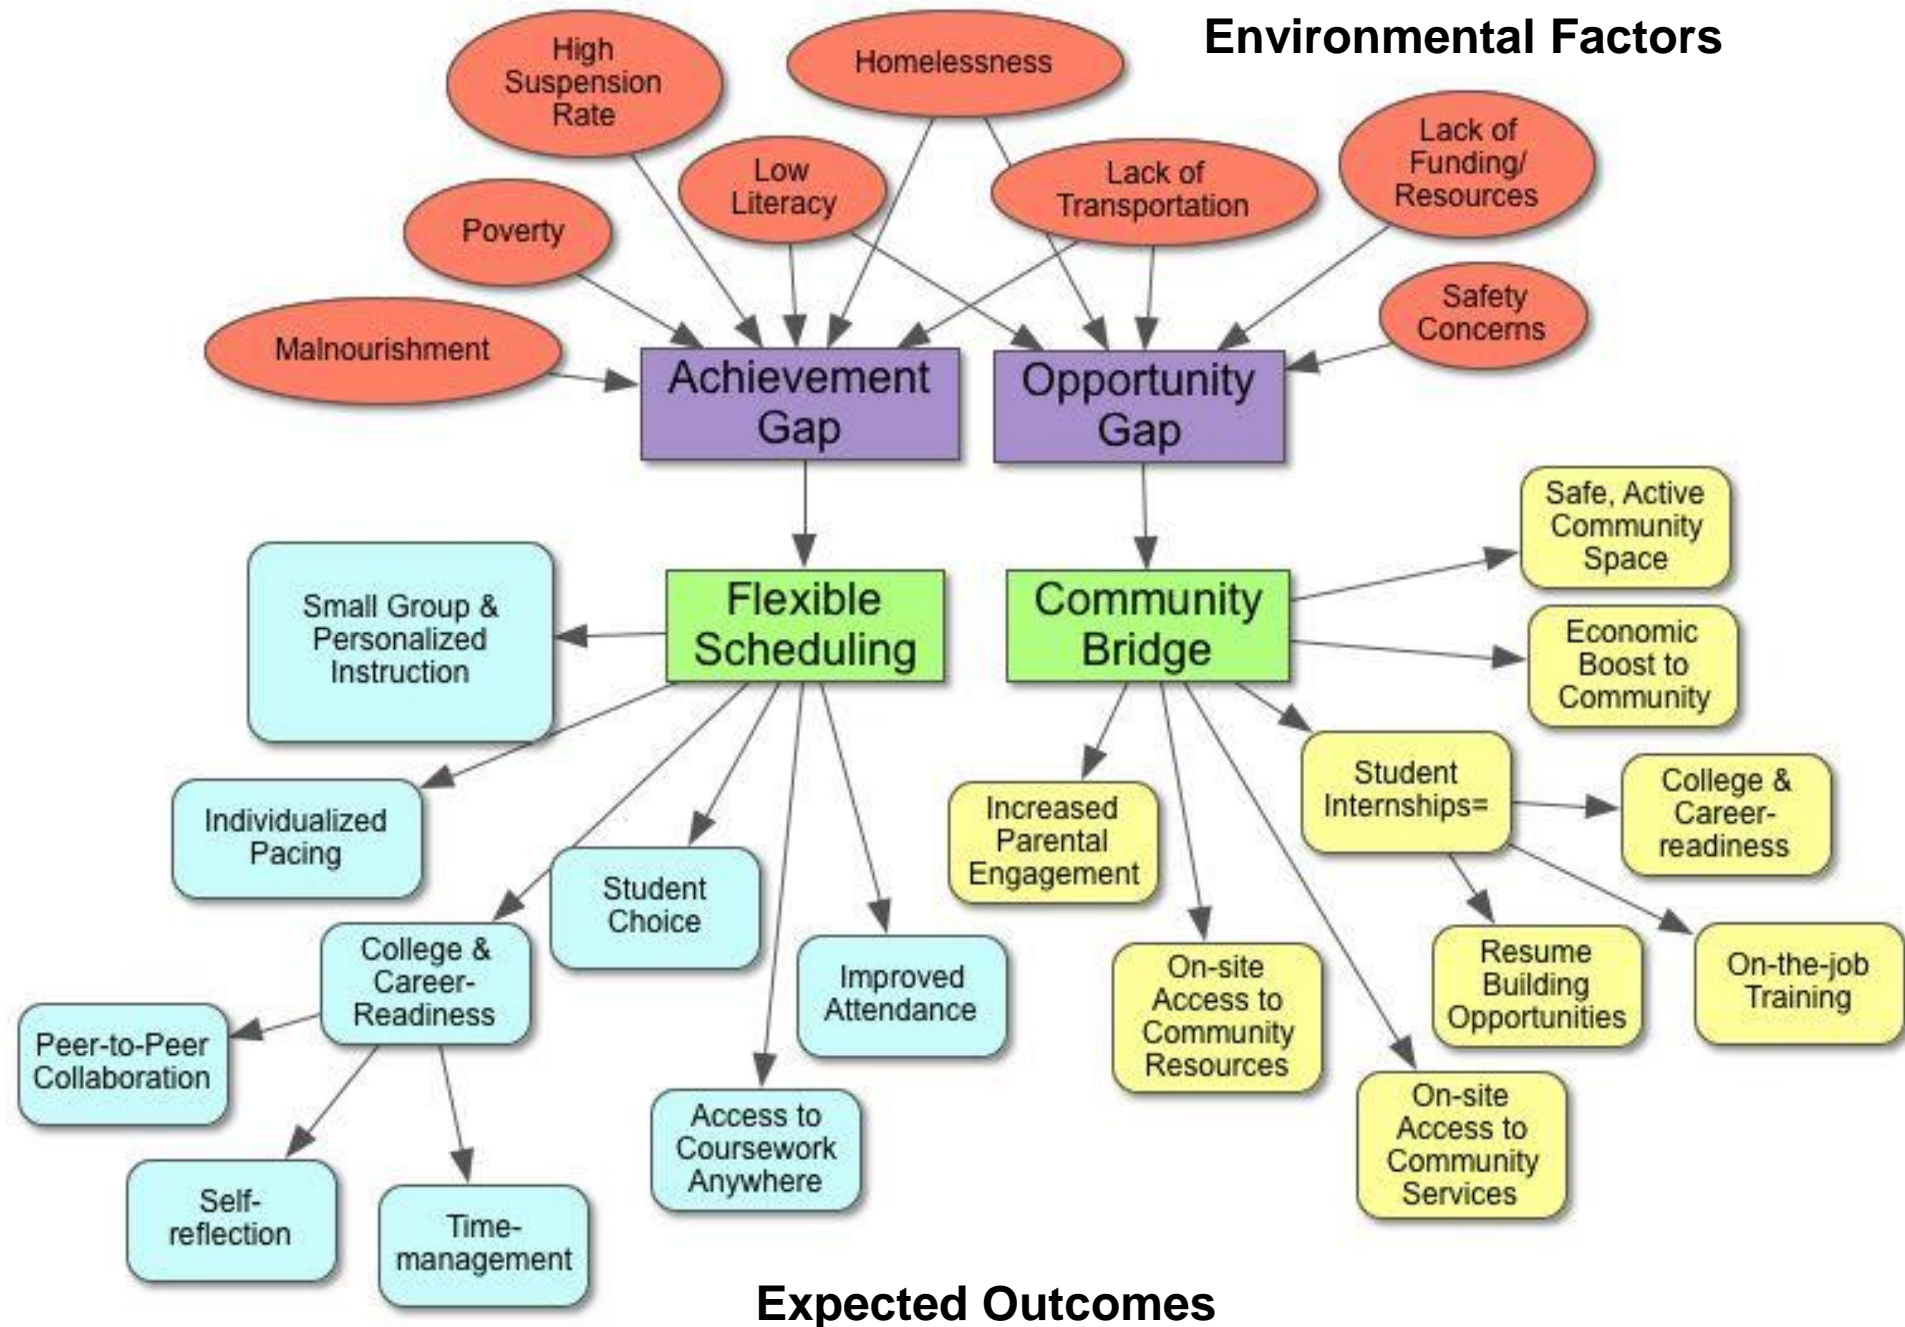 Environmental Factors
High
Suspension
Rate
Homelessness
Low
Literacy
Lack of
Transportation
Lack of
Funding/
Resources
Poverty
Safety
Concerns
Malnourishment
Achievement
Gap
Opportunity
Gap
Flexible
Scheduling
Community
Bridge
Small Group &
Personalized
Instruction
Individualized
Pacing
Student
Choice
College &
Career-
Readiness
Improved
Attendance
Peer-to-Peer
Collaboration
Self-
reflection
Time-
management
Access to
Coursework
Anywhere
Safe, Active
Community
Space
Economic
Boost to
Community
Student
Internships=
College &
Career-
readiness
Increased
Parental
Engagement
On-site
Access to
Community
Resources
Resume
Building
Opportunities
On-the-job
Training
On-site
Access to
Community
Services
Expected Outcomes